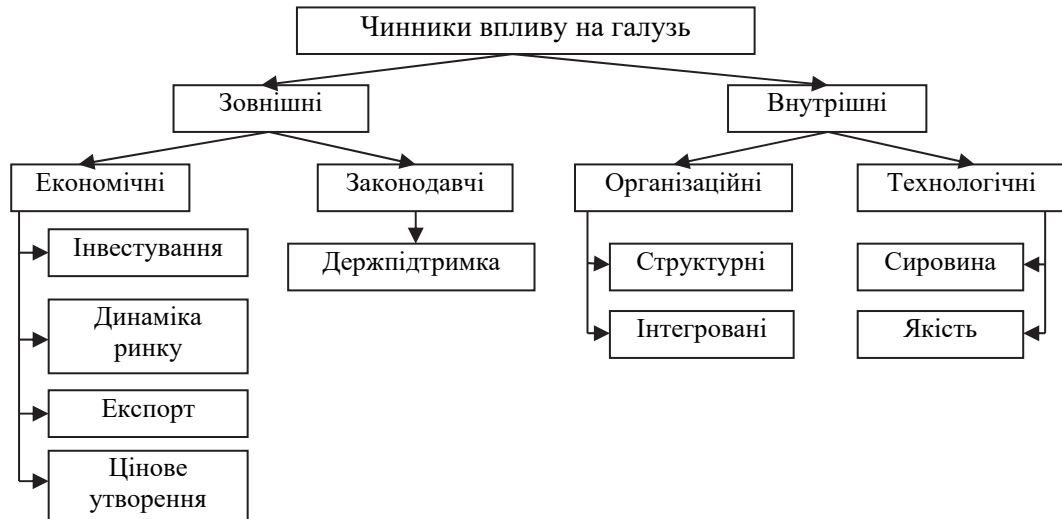 Чинники впливу на галузь
Зовнішні
Внутрішні
Економічні
Законодавчі
Організаційні
Технологічні
Інвестування
Держпідтримка
Структурні
Сировина
Динаміка
ринку
Інтегровані
Якість
Експорт
Цінове
утворення